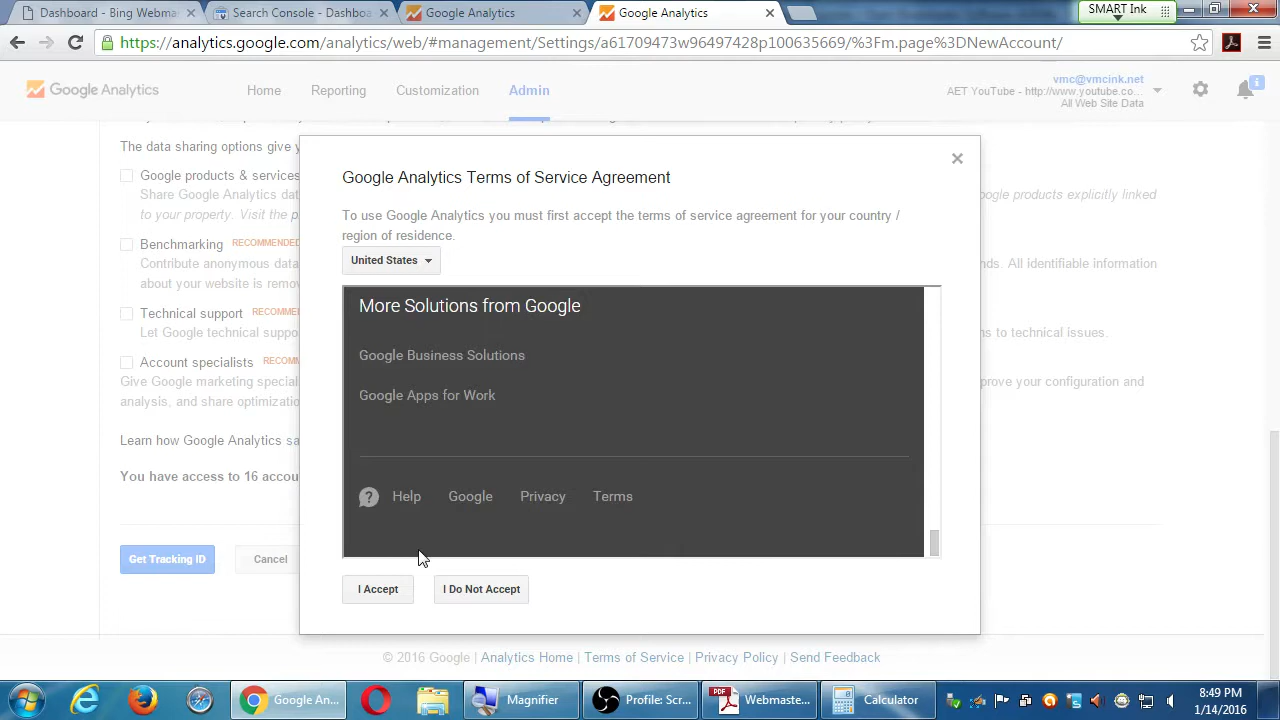 Dashboard - Bing Webma
Search Console - Dashboa
Google Analytics
Google Analytics
SMART Ink
https://analytics.google.com/analytics/web/#management/Settings/a61709473w96497428p100635669/%3Fm.page%3DNewAccount/
Google Analytics
Home
Reporting
Customization
Admin
vmc@vmcink.net
AET YouTube - http://www.youtube.co...
All Web Site Data
The data sharing options give y
Google products & services
Share Google Analytics dat
oogle products explicitly linked
to your property. Visit the p
Benchmarking RECOMMENDED
Contribute anonymous data
nds. All identifiable information
about your website is remov
Technical support RECOMMEN
Let Google technical suppo
ns to technical issues.
Account specialists RECOM
Give Google marketing special
prove your configuration and
analysis, and share optimizatio
Learn how Google Analytics sa
You have access to 16 accou
Get Tracking ID
Cancel
Google Analytics Terms of Service Agreement
To use Google Analytics you must first accept the terms of service agreement for your country /
region of residence.
United States
More Solutions from Google
Google Business Solutions
Google Apps for Work
? Help Google Privacy Terms
I Accept
I Do Not Accept
© 2016 Google | Analytics Home | Terms of Service | Privacy Policy | Send Feedback
Google An...
Magnifier
Profile: Scr...
PDF
Webmaste...
Calculator
8:49 PM
1/14/2016